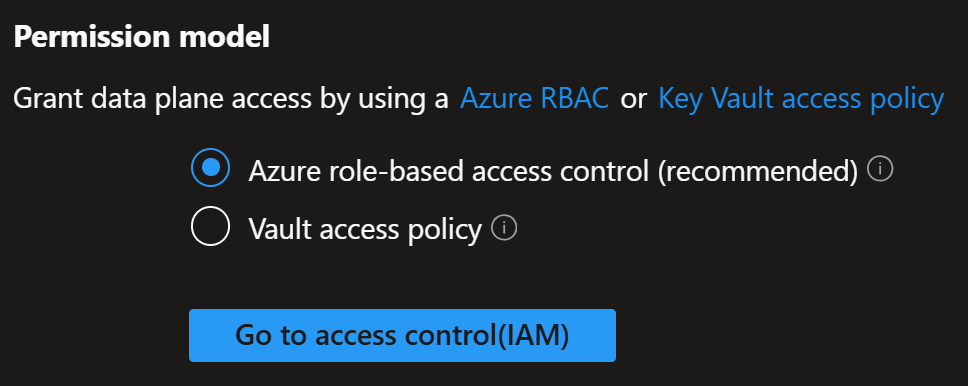 Permission model
Grant data plane access by using a Azure RBAC or Key Vault access policy
Azure role-based access control (recommended)
Vault access policy
Go to access control(IAM)